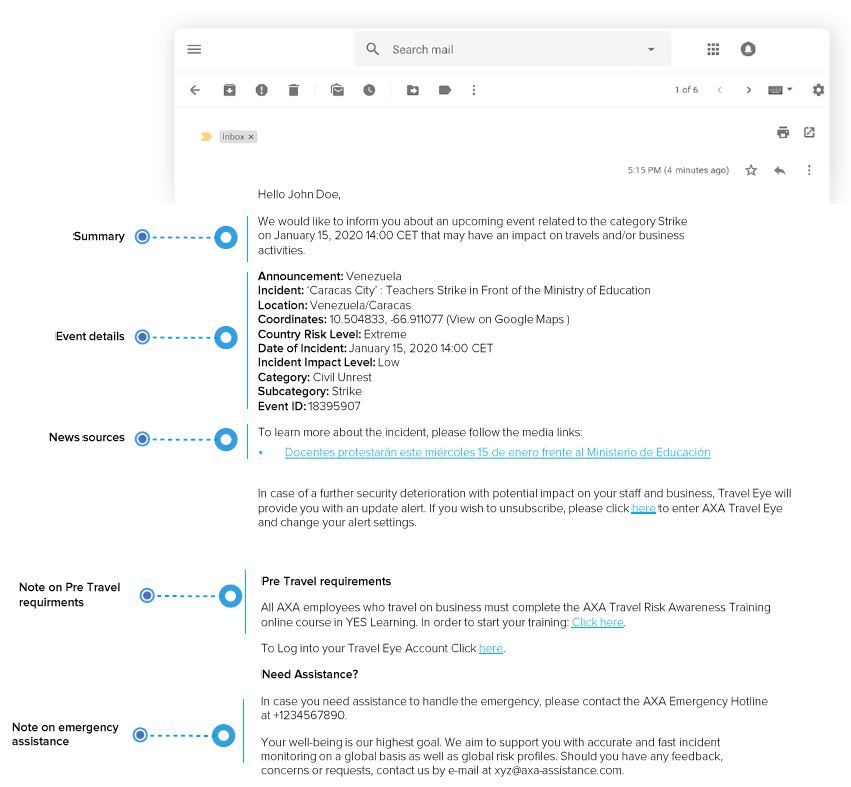 Search mail
1 of 6
Inbox ×
5:15 PM (4 minutes ago)
Hello John Doe,
Summary
We would like to inform you about an upcoming event related to the category Strike
on January 15, 2020 14:00 CET that may have an impact on travels and/or business
activities.
Event details
Announcement: Venezuela
Incident: 'Caracas City' : Teachers Strike in Front of the Ministry of Education
Location: Venezuela/Caracas
Coordinates: 10.504833, -66.911077 (View on Google Maps )
Country Risk Level: Extreme
Date of Incident: January 15, 2020 14:00 CET
Incident Impact Level: Low
Category: Civil Unrest
Subcategory: Strike
Event ID: 18395907
News sources
To learn more about the incident, please follow the media links:
• Docentes protestarán este miércoles 15 de enero frente al Ministerio de Educación
In case of a further security deterioration with potential impact on your staff and business, Travel Eye will
provide you with an update alert. If you wish to unsubscribe, please click here to enter AXA Travel Eye
and change your alert settings.
Note on Pre Travel
requirments
Pre Travel requirements
All AXA employees who travel on business must complete the AXA Travel Risk Awareness Training
online course in YES Learning. In order to start your training: Click here.
To Log into your Travel Eye Account Click here.
Need Assistance?
Note on emergency
assistance
In case you need assistance to handle the emergency, please contact the AXA Emergency Hotline
at +1234567890.
Your well-being is our highest goal. We aim to support you with accurate and fast incident
monitoring on a global basis as well as global risk profiles. Should you have any feedback,
concerns or requests, contact us by e-mail at xyz@axa-assistance.com.